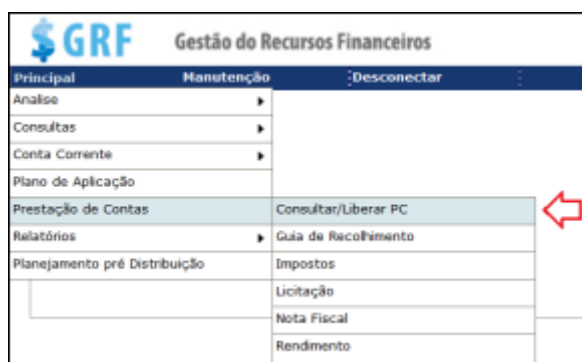 $GRF Gestão do Recursos Financeiros
Principal Manutenção Desconectar
Analise
Consultas
Conta Corrente
Plano de Aplicação
Prestação de Contas Consultar/Liberar PC
Relatórios Guia de Recolhimento
Planejamento pré Distribuição Impostos
Licitação
Nota Fiscal
Rendimento